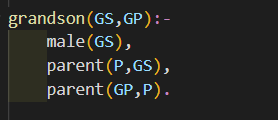 grandson(GS,GP):-
    male(GS),
    parent(P,GS),
    parent(GP,P).